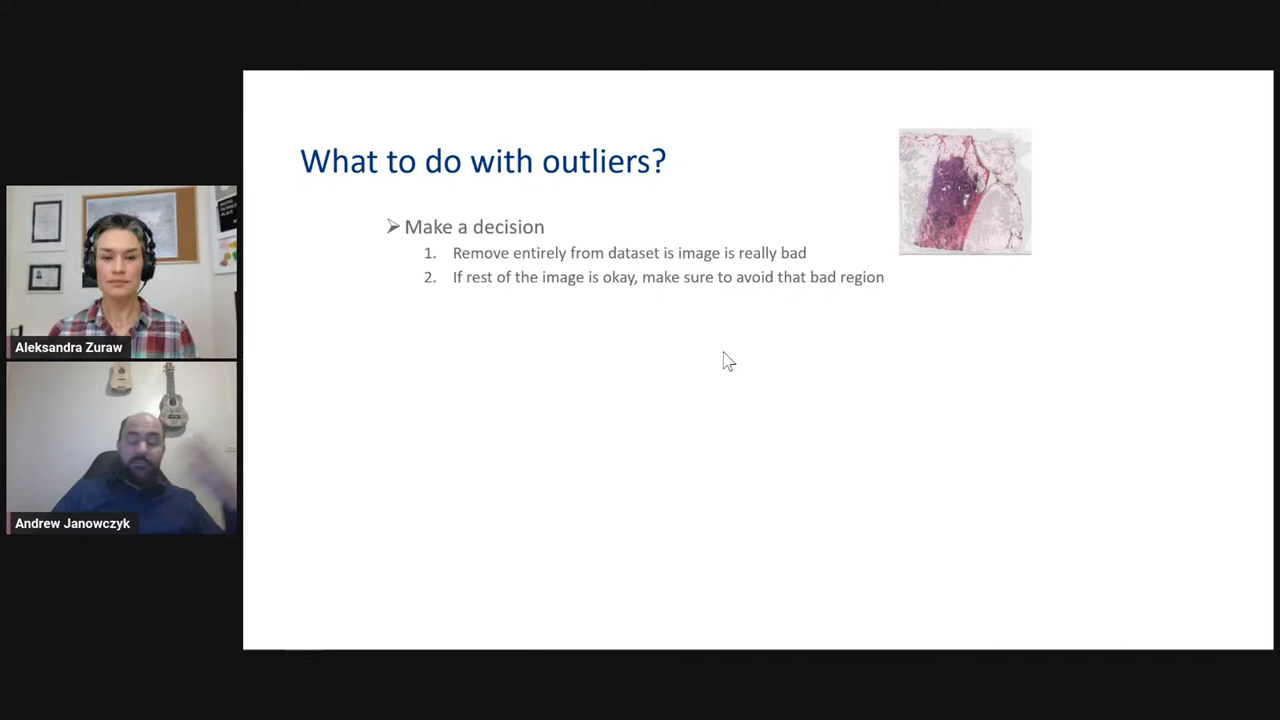 What to do with outliers?
➢ Make a decision
1. Remove entirely from dataset is image is really bad
2. If rest of the image is okay, make sure to avoid that bad region
Aleksandra Zuraw
Andrew Janowczyk